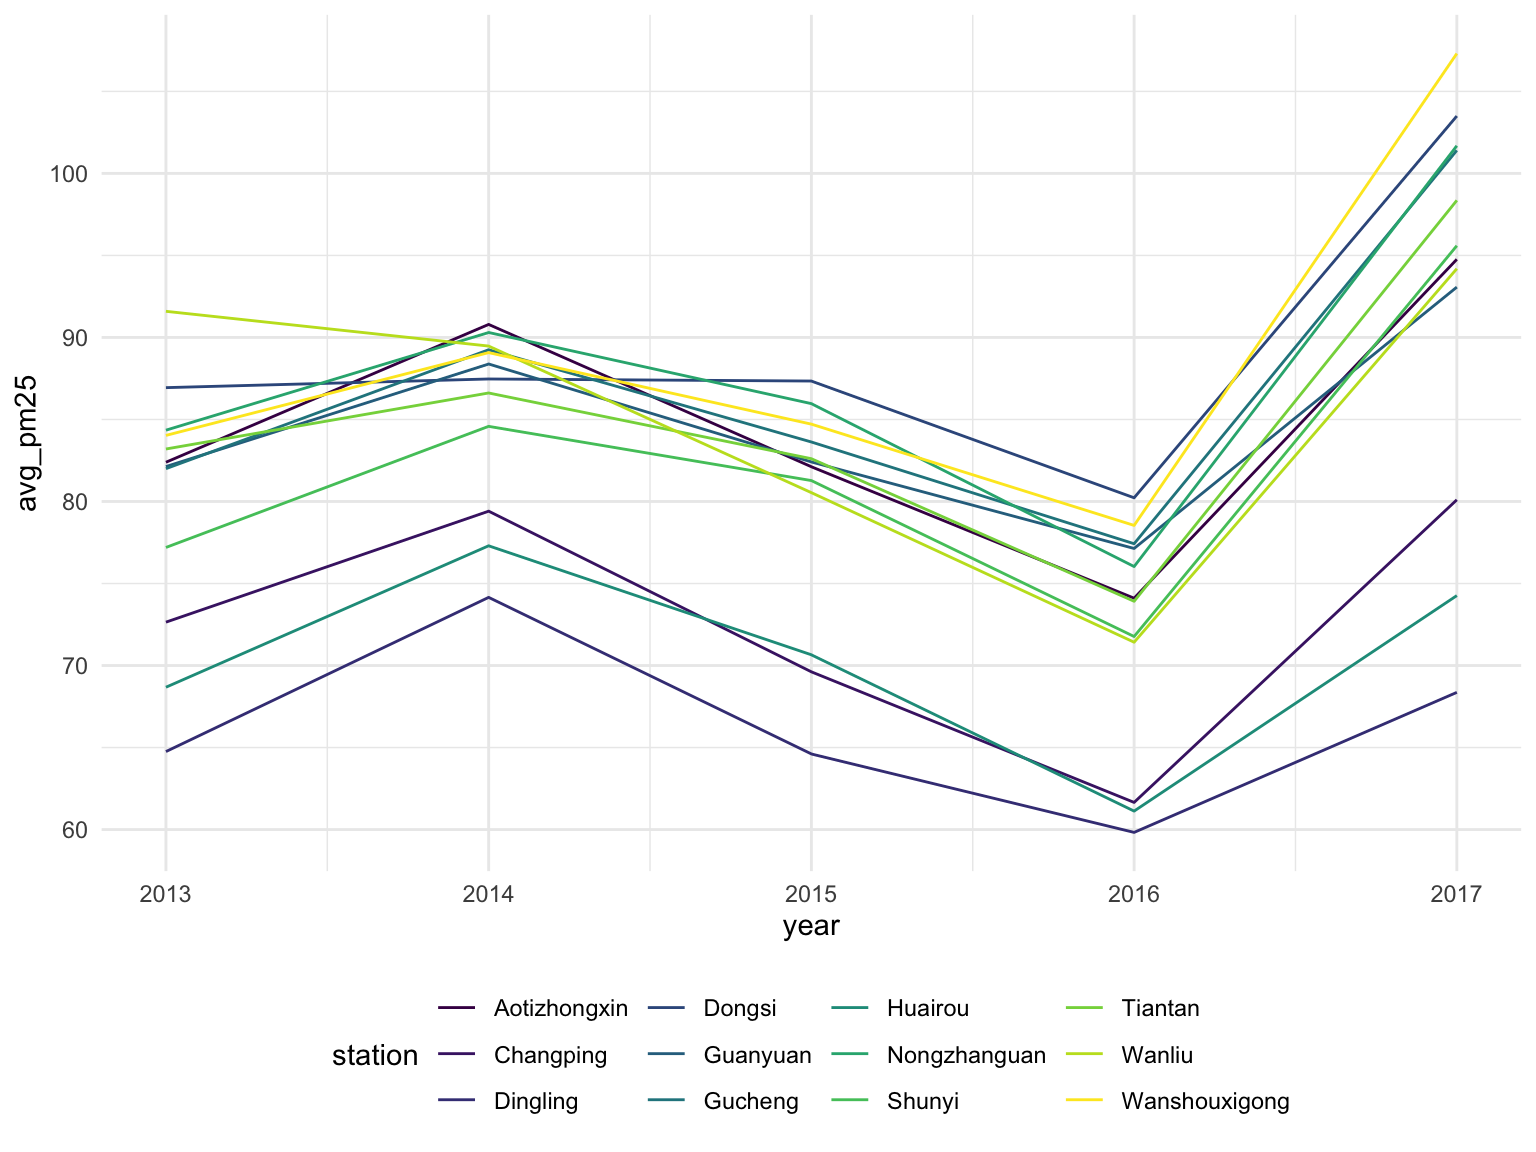 100
90
80
70
60
avg_pm25
2013 2014 2015 2016 2017
year
station
Aotizhongxin Dongsi Huairou Tiantan
Changping Guanyuan Nongzhanguan Wanliu
Dingling Gucheng Shunyi Wanshouxigong